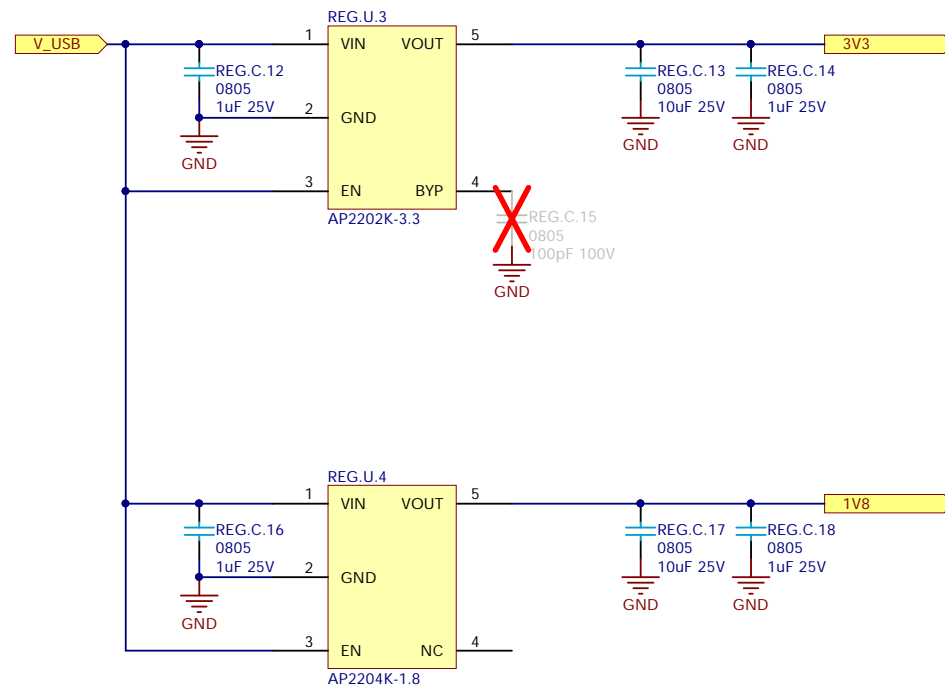 REG.U.3
V_USB
1
VIN
VOUT
5
3V3
REG.C.12
0805
1uF 25V
REG.C.13
0805
10uF 25V
REG.C.14
0805
1uF 25V
2
GND
GND
GND
GND
3
EN
BYP
4
AP2202K-3.3
REG.C.15
0805
100pF 100V
GND
REG.U.4
1
VIN
VOUT
5
1V8
REG.C.16
0805
1uF 25V
REG.C.17
0805
10uF 25V
REG.C.18
0805
1uF 25V
2
GND
GND
GND
GND
3
EN
NC
4
AP2204K-1.8